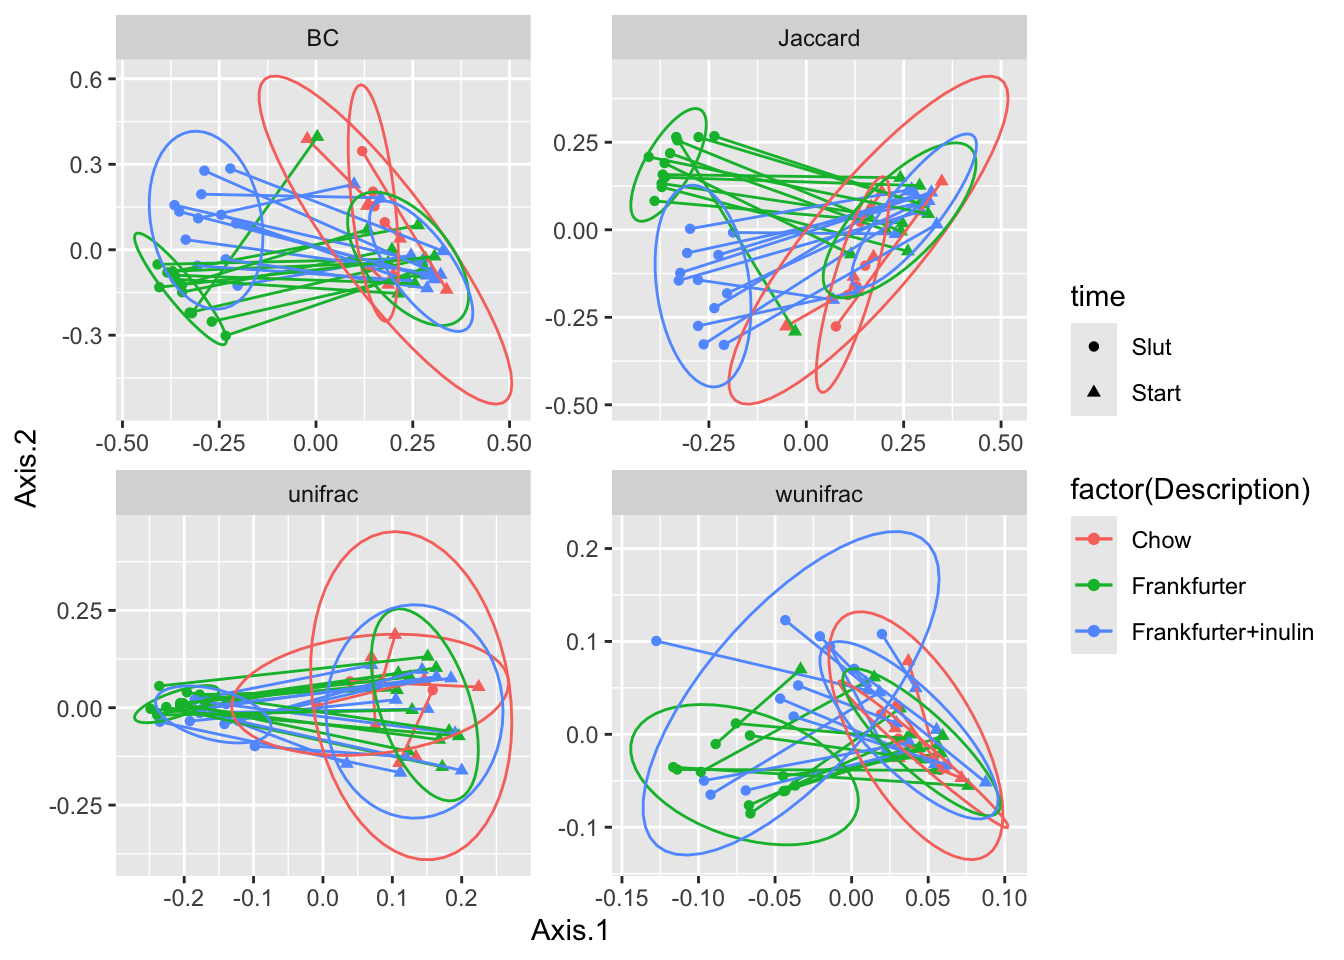 BC
Jaccard
0.6
0.3
0.0
-0.3
-0.50
-0.25
0.00
0.25
0.50
0.25
0.00
-0.25
-0.50
-0.25
0.00
0.25
0.50
unifrac
wunifrac
0.25
0.00
-0.25
-0.2
-0.1
0.0
0.1
0.2
0.2
0.1
0.0
-0.1
-0.15
-0.10
-0.05
0.00
0.05
0.10
Axis.2
Axis.1
time
Slut
Start
factor(Description)
Chow
Frankfurter
Frankfurter+inulin